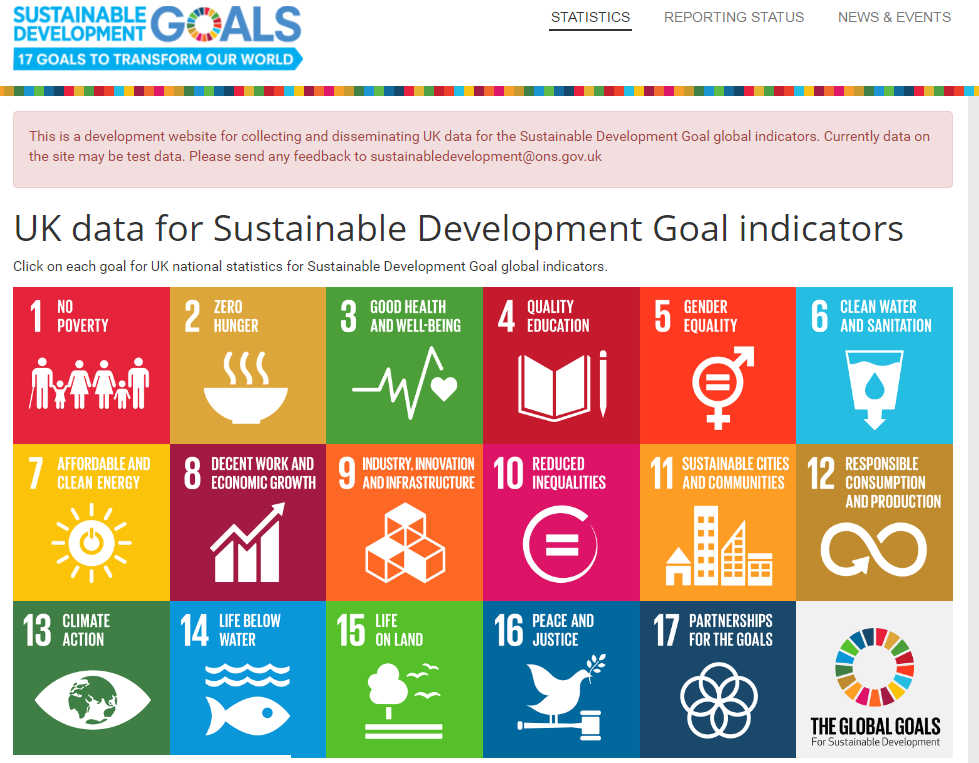 SUSTAINABLE
DEVELOPMENT GOALS
17 GOALS TO TRANSFORM OUR WORLD
STATISTICS REPORTING STATUS NEWS & EVENTS
This is a development website for collecting and disseminating UK data for the Sustainable Development Goal global indicators. Currently data on
the site may be test data. Please send any feedback to sustainabledevelopment@ons.gov.uk
UK data for Sustainable Development Goal indicators
Click on each goal for UK national statistics for Sustainable Development Goal global indicators.
1 NO
POVERTY
2 ZERO
HUNGER
3 GOOD HEALTH
AND WELL-BEING
4 QUALITY
EDUCATION
5 GENDER
EQUALITY
6 CLEAN WATER
AND SANITATION
7 AFFORDABLE AND
CLEAN ENERGY
8 DECENT WORK AND
ECONOMIC GROWTH
9 INDUSTRY, INNOVATION
AND INFRASTRUCTURE
10 REDUCED
INEQUALITIES
11 SUSTAINABLE CITIES
AND COMMUNITIES
12 RESPONSIBLE
CONSUMPTION
AND PRODUCTION
13 CLIMATE
ACTION
14 LIFE BELOW
WATER
15 LIFE
ON LAND
16 PEACE AND
JUSTICE
17 PARTNERSHIPS
FOR THE GOALS
THE GLOBAL GOALS
For Sustainable Development